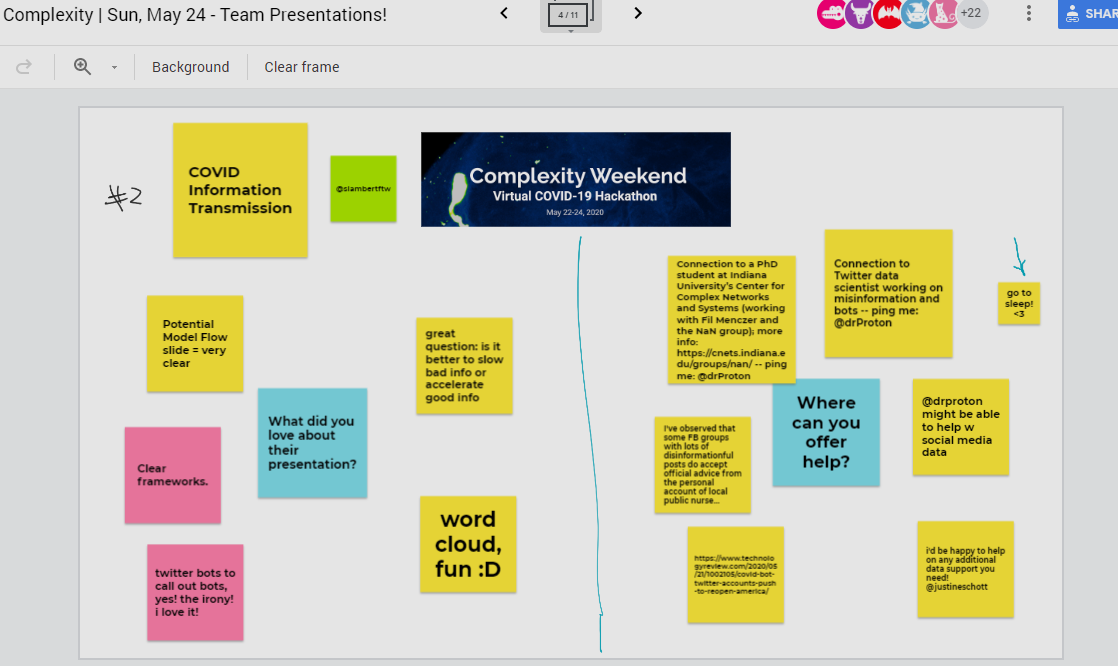 Complexity | Sun, May 24 - Team Presentations!
4 / 11
+22
SHAR
Background
Clear frame
#2
COVID
Information
Transmission
@slambertftw
Complexity Weekend
Virtual COVID-19 Hackathon
May 22-24, 2020
Potential
Model Flow
slide = very
clear
great
question: is it
better to slow
bad info or
accelerate
good info
What did you
love about
their
presentation?
Clear
frameworks.
word
cloud,
fun :D
twitter bots to
call out bots,
yes! the irony!
i love it!
Connection to a PhD
student at Indiana
University's Center for
Complex Networks
and Systems (working
with Fil Menczer and
the NaN group); more
info:
https://cnets.indiana.e
du/groups/nan/ -- ping
me: @drProton
Connection to
Twitter data
scientist working on
misinformation and
bots -- ping me:
@drProton
go to
sleep!
<3
Where
can you
offer
help?
@drproton
might be able
to help w
social media
data
I've observed that
some FB groups
with lots of
disinformationful
posts do accept
official advice from
the personal
account of local
public nurse...
https://www.technolo
gyreview.com/2020/05
/21/1002105/covid-bot-
twitter-accounts-push
-to-reopen-america/
i'd be happy to help
on any additional
data support you
need!
@justineschott